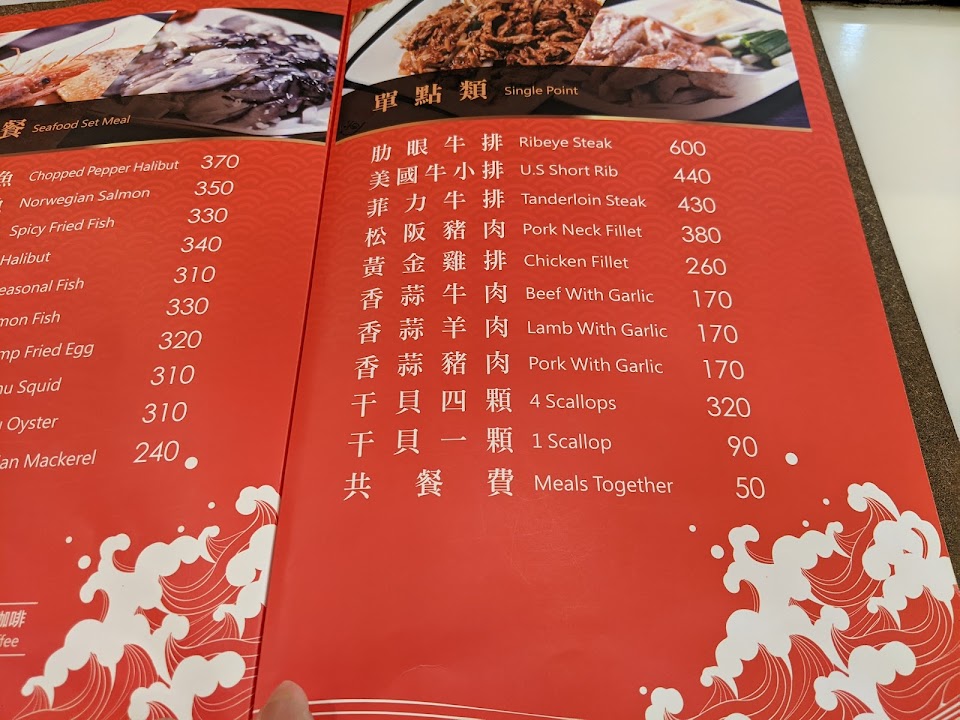 餐 Seafood Set Meal
魚 Chopped Pepper Halibut 370
Norwegian Salmon 350
Spicy Fried Fish 330
Halibut 340
Fish 310
Fish 330
Fried Egg 320
Squid 310
Oyster 310
Mackerel 240
啡
單點類 Single Point
肋眼牛排 Ribeye Steak 600
美國牛小排 U.S Short Rib 440
菲力牛排 Tanderloin Steak 430
松阪豬肉 Pork Neck Fillet 380
黃金雞排 Chicken Fillet 260
香蒜牛肉 Beef With Garlic 170
香蒜羊肉 Lamb With Garlic 170
香蒜豬肉 Pork With Garlic 170
干貝四顆 4 Scallops 320
干貝一顆 1 Scallop 90
共餐費 Meals Together 50